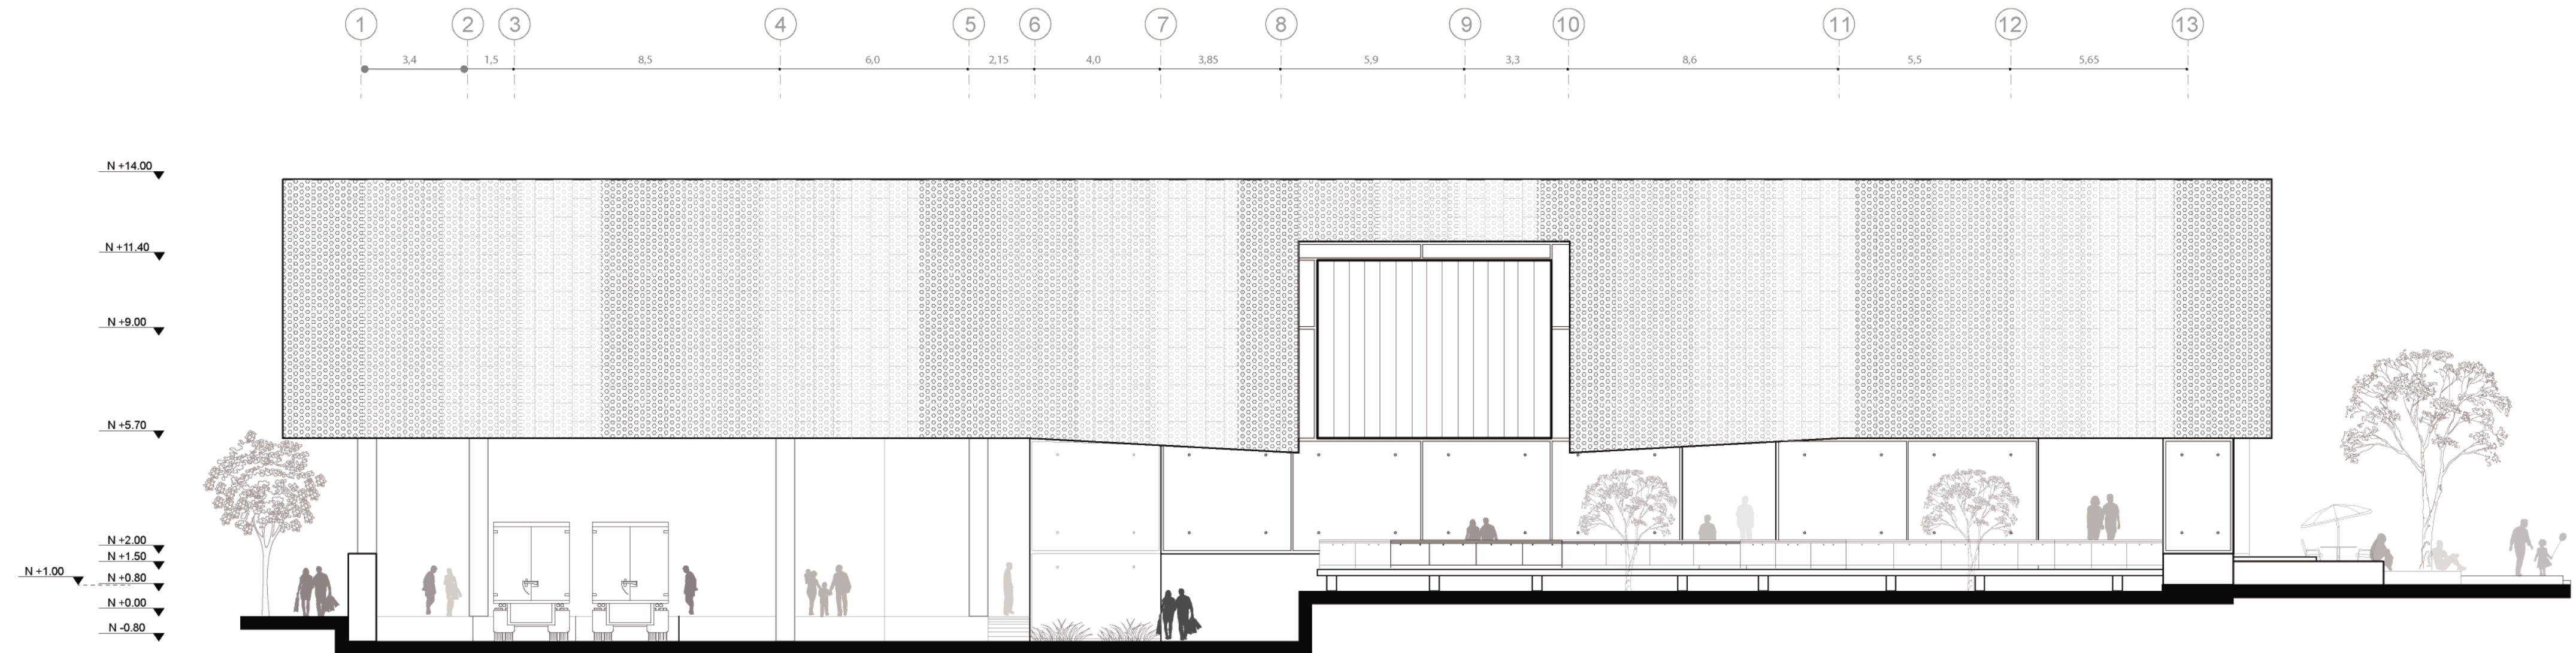 1 2 3 4 5 6 7 8 9 10 11 12 13
3,4 1,5 8,5 6,0 2,15 4,0 3,85 5,9 3,3 8,6 5,5 5,65
N +14.00
N +11.40
N +9.00
N +5.70
N +2.00
N +1.50
N +1.00
N +0.80
N +0.00
N -0.80